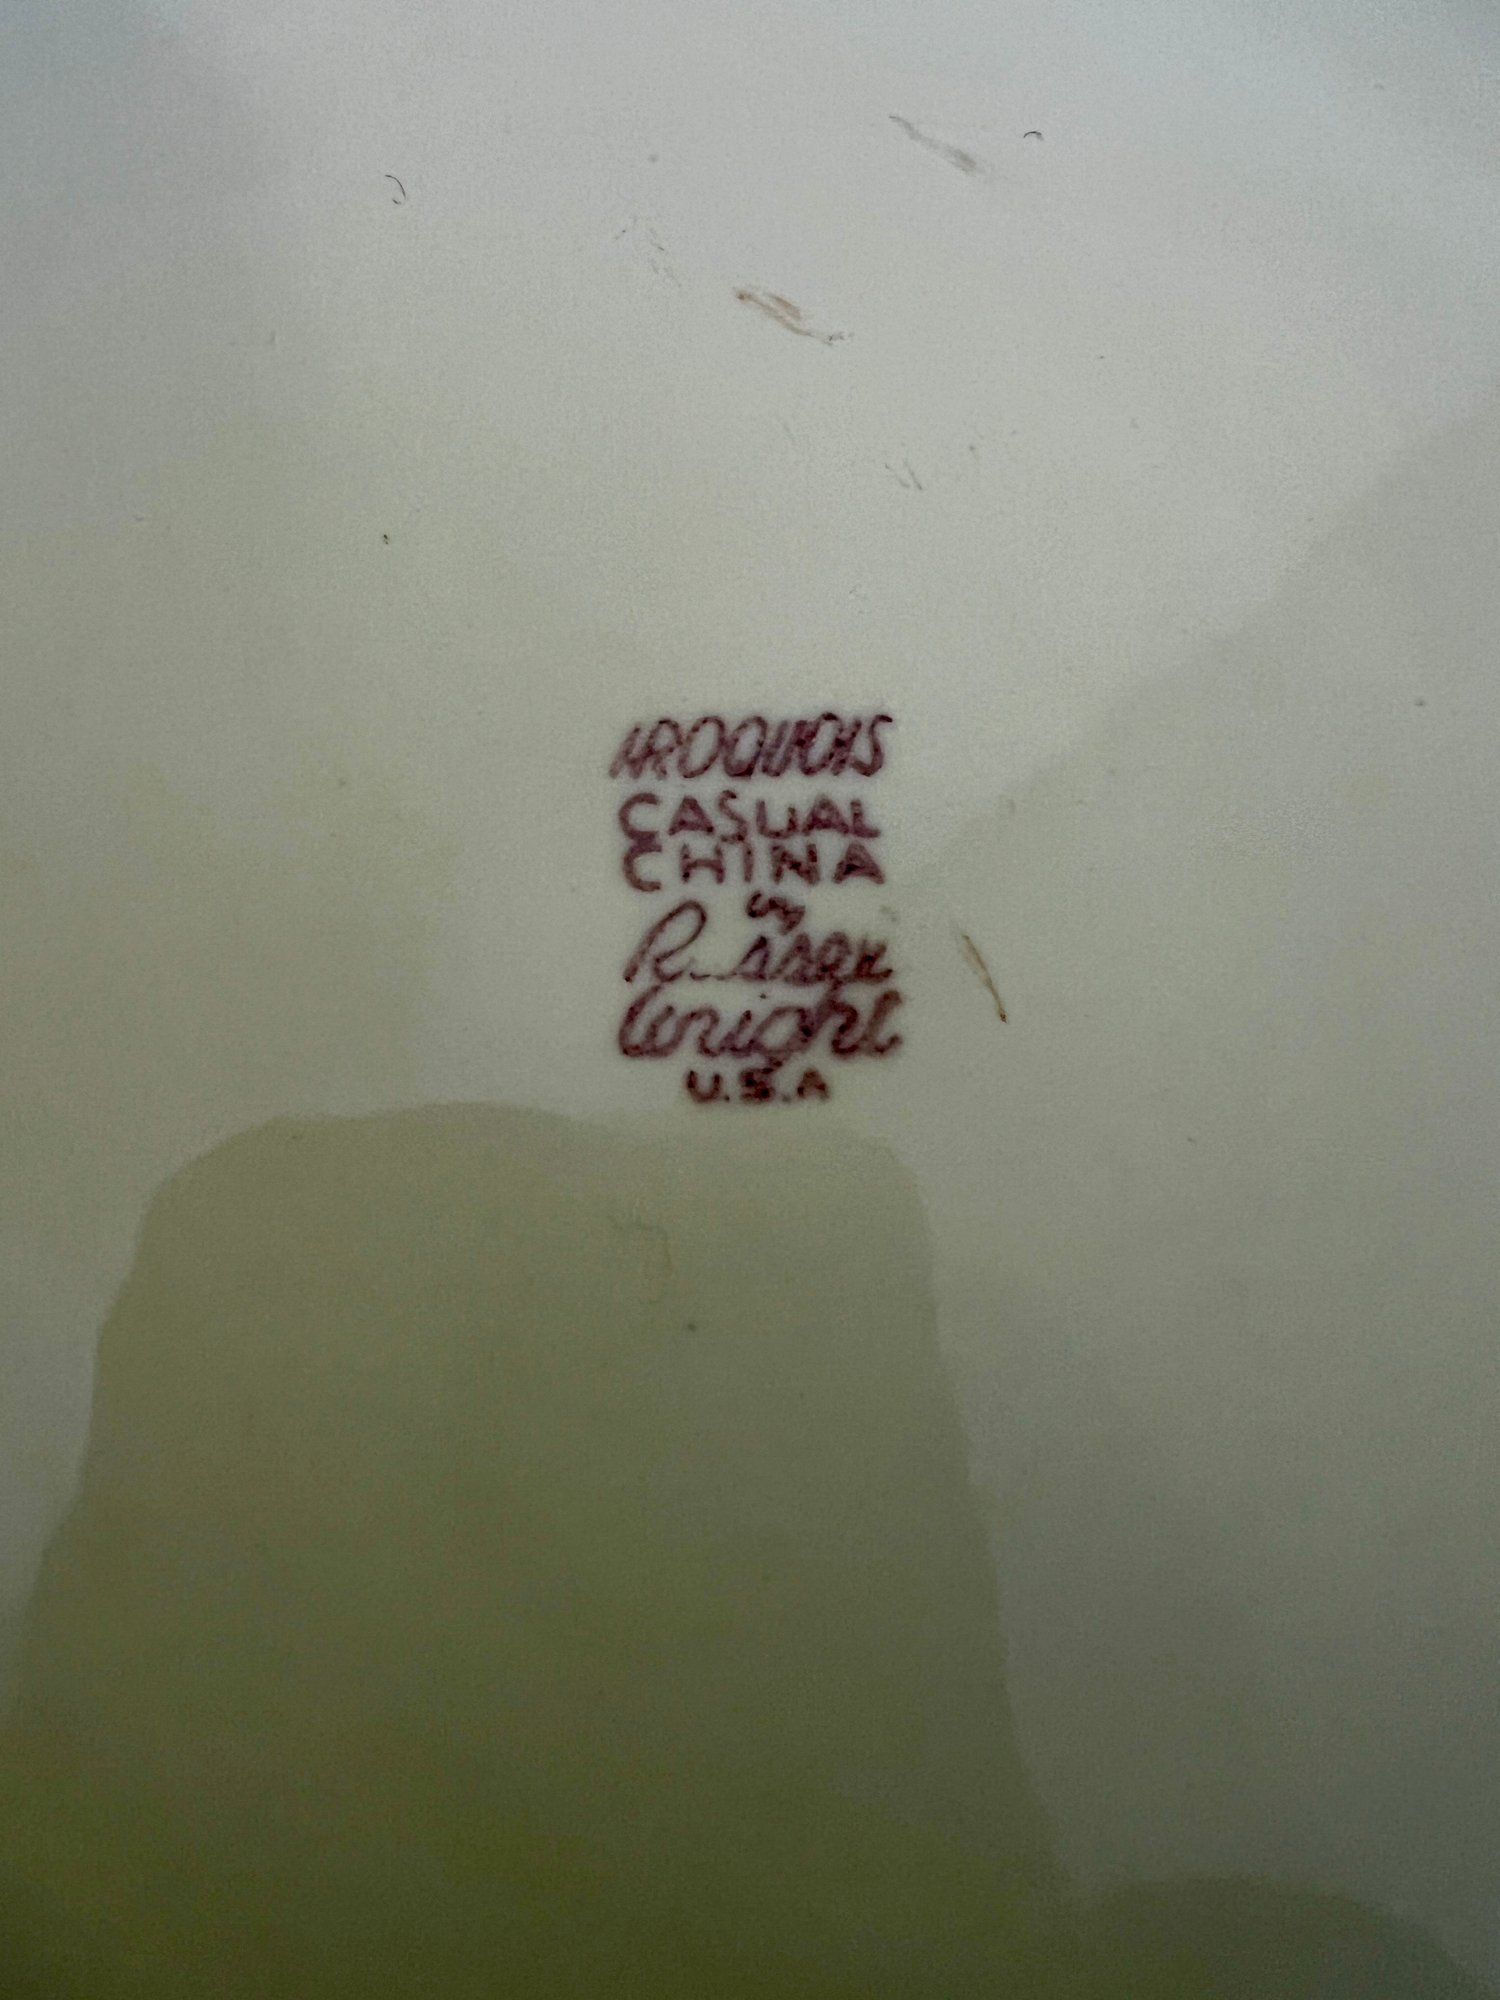 IROQUOIS
CASUAL
CHINA
by
Russel
Wright
U.S.A